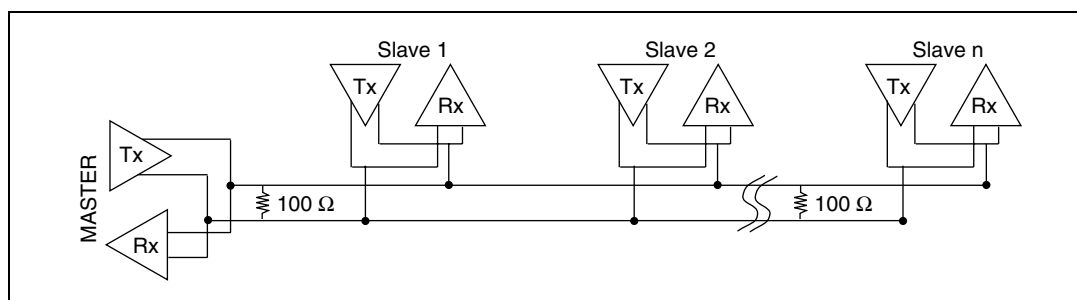 Slave 1
Slave 2
Slave n
Tx
Rx
Tx
Rx
Tx
Rx
MASTER
Tx
Rx
100 Ω
100 Ω